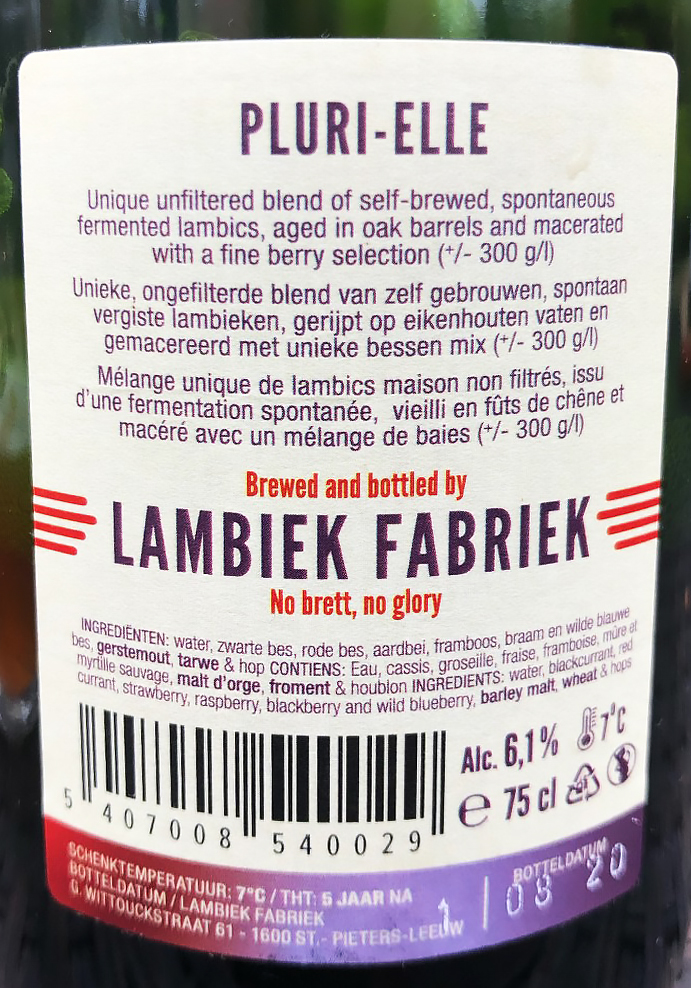 PLURI-ELLE
Unique unfiltered blend of self-brewed, spontaneous
fermented lambics, aged in oak barrels and macerated
with a fine berry selection (+/- 300 g/l)
Unieke, ongefilterde blend van zelf gebrouwen, spontaan
vergiste lambieken, gerijpt op eikenhouten vaten en
gemacereerd met unieke bessen mix (+/- 300 g/l)
Mélange unique de lambics maison non filtrés, issu
d'une fermentation spontanée, vieilli en fûts de chêne et
macéré avec un mélange de baies (+/- 300 g/l)
Brewed and bottled by
LAMBIEK FABRIEK
No brett, no glory
INGREDIËNTEN: water, zwarte bes, rode bes, aardbei, framboos, braam en wilde blauwe
bes, gerstemout, tarwe & hop CONTIENS: Eau, cassis, groseille, fraise, framboise, mûre et
myrtille sauvage, malt d'orge, froment & houblon INGREDIENTS: water, blackcurrant, red
currant, strawberry, raspberry, blackberry and wild blueberry, barley malt, wheat & hops
Alc. 6,1% 7°C
e 75 cl
5 407008 540029
SCHENKTEMPERATUUR: 7°C / THT: 5 JAAR NA
BOTTELDATUM / LAMBIEK FABRIEK
G. WITTOUCKSTRAAT 61 - 1600 ST.- PIETERS-LEEUW
BOTTELDATUM
08 20